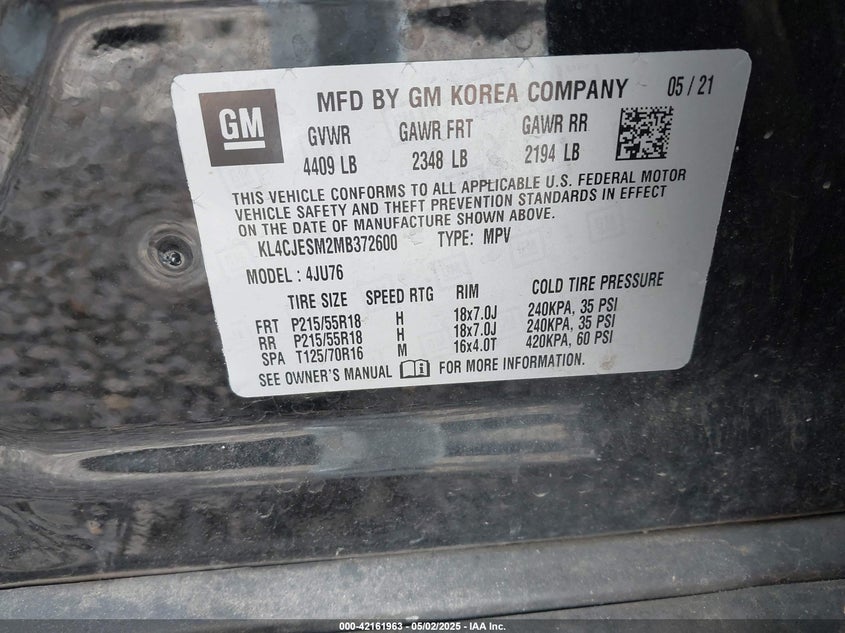 GM
MFD BY GM KOREA COMPANY 05 / 21
GVWR GAWR FRT GAWR RR
4409 LB 2348 LB 2194 LB
THIS VEHICLE CONFORMS TO ALL APPLICABLE U.S. FEDERAL MOTOR
VEHICLE SAFETY AND THEFT PREVENTION STANDARDS IN EFFECT
ON THE DATE OF MANUFACTURE SHOWN ABOVE.
KL4CJESM2MB372600 TYPE: MPV
MODEL : 4JU76
TIRE SIZE SPEED RTG RIM COLD TIRE PRESSURE
FRT P215/55R18 H 18x7.0J 240KPA, 35 PSI
RR P215/55R18 H 18x7.0J 240KPA, 35 PSI
SPA T125/70R16 M 16x4.0T 420KPA, 60 PSI
SEE OWNER'S MANUAL FOR MORE INFORMATION.
000-42161963 — 05/02/2025 — IAA Inc.